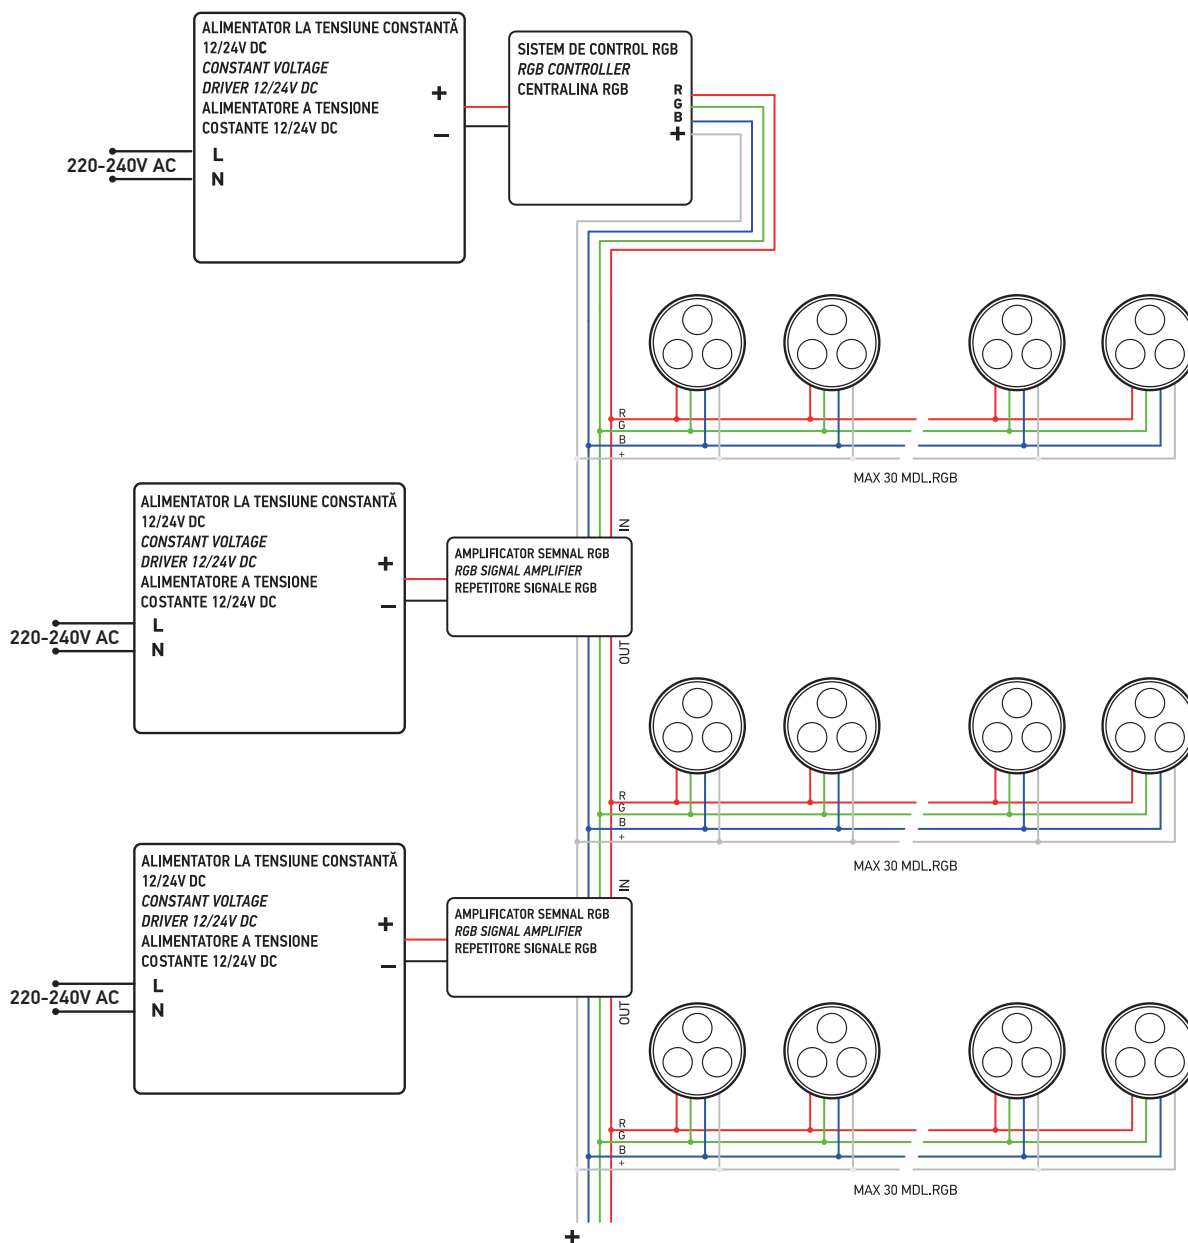 ALIMENTATOR LA TENSIUNE CONSTANTĂ
12/24V DC
CONSTANT VOLTAGE
DRIVER 12/24V DC
ALIMENTATORE A TENSIONE
COSTANTE 12/24V DC
+
−
220-240V AC
L
N
SISTEM DE CONTROL RGB
RGB CONTROLLER
CENTRALINA RGB
R
G
B
+
R
G
B
+
MAX 30 MDL.RGB
ALIMENTATOR LA TENSIUNE CONSTANTĂ
12/24V DC
CONSTANT VOLTAGE
DRIVER 12/24V DC
ALIMENTATORE A TENSIONE
COSTANTE 12/24V DC
+
−
220-240V AC
L
N
IN
AMPLIFICATOR SEMNAL RGB
RGB SIGNAL AMPLIFIER
REPETITORE SIGNALE RGB
OUT
R
G
B
+
MAX 30 MDL.RGB
ALIMENTATOR LA TENSIUNE CONSTANTĂ
12/24V DC
CONSTANT VOLTAGE
DRIVER 12/24V DC
ALIMENTATORE A TENSIONE
COSTANTE 12/24V DC
+
−
220-240V AC
L
N
IN
AMPLIFICATOR SEMNAL RGB
RGB SIGNAL AMPLIFIER
REPETITORE SIGNALE RGB
OUT
R
G
B
+
MAX 30 MDL.RGB
+